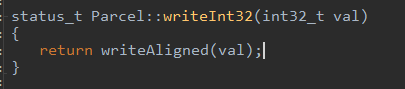 status_t Parcel::writeInt32(int32_t val)
{
    return writeAligned(val);
}